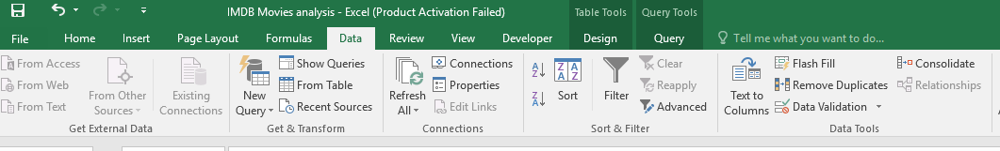 IMDB Movies analysis - Excel (Product Activation Failed)
Table Tools
Query Tools
File
Home
Insert
Page Layout
Formulas
Data
Review
View
Developer
Design
Query
Tell me what you want to do...
From Access
From Web
From Text
From Other
Sources
Existing
Connections
Get External Data
New
Query
Show Queries
From Table
Recent Sources
Get & Transform
Refresh
All
Connections
Properties
Edit Links
Connections
A
Z
Z
A
Z A
A Z
Sort
Filter
Clear
Reapply
Advanced
Sort & Filter
Text to
Columns
Flash Fill
Remove Duplicates
Data Validation
Consolidate
Relationships
Data Tools